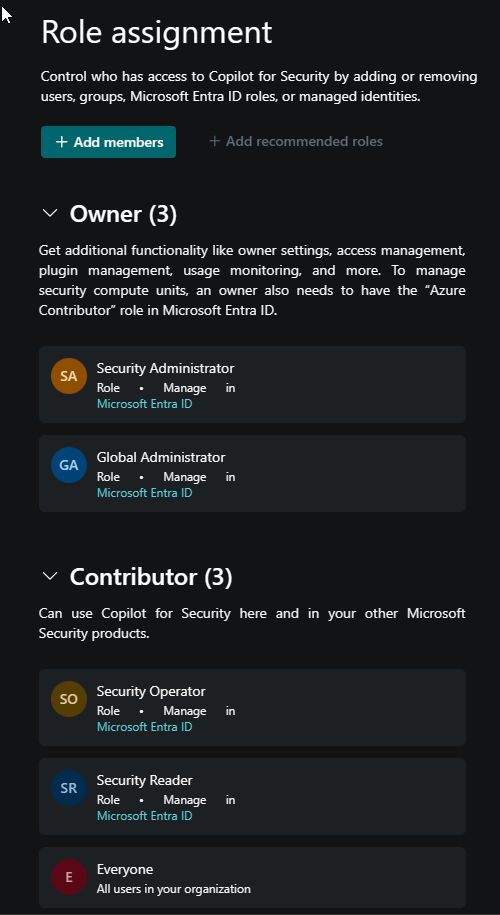 Role assignment
Control who has access to Copilot for Security by adding or removing
users, groups, Microsoft Entra ID roles, or managed identities.
+ Add members
+ Add recommended roles
Owner (3)
Get additional functionality like owner settings, access management,
plugin management, usage monitoring, and more. To manage
security compute units, an owner also needs to have the “Azure
Contributor” role in Microsoft Entra ID.
SA
Security Administrator
Role • Manage in
Microsoft Entra ID
GA
Global Administrator
Role • Manage in
Microsoft Entra ID
Contributor (3)
Can use Copilot for Security here and in your other Microsoft
Security products.
SO
Security Operator
Role • Manage in
Microsoft Entra ID
SR
Security Reader
Role • Manage in
Microsoft Entra ID
E
Everyone
All users in your organization